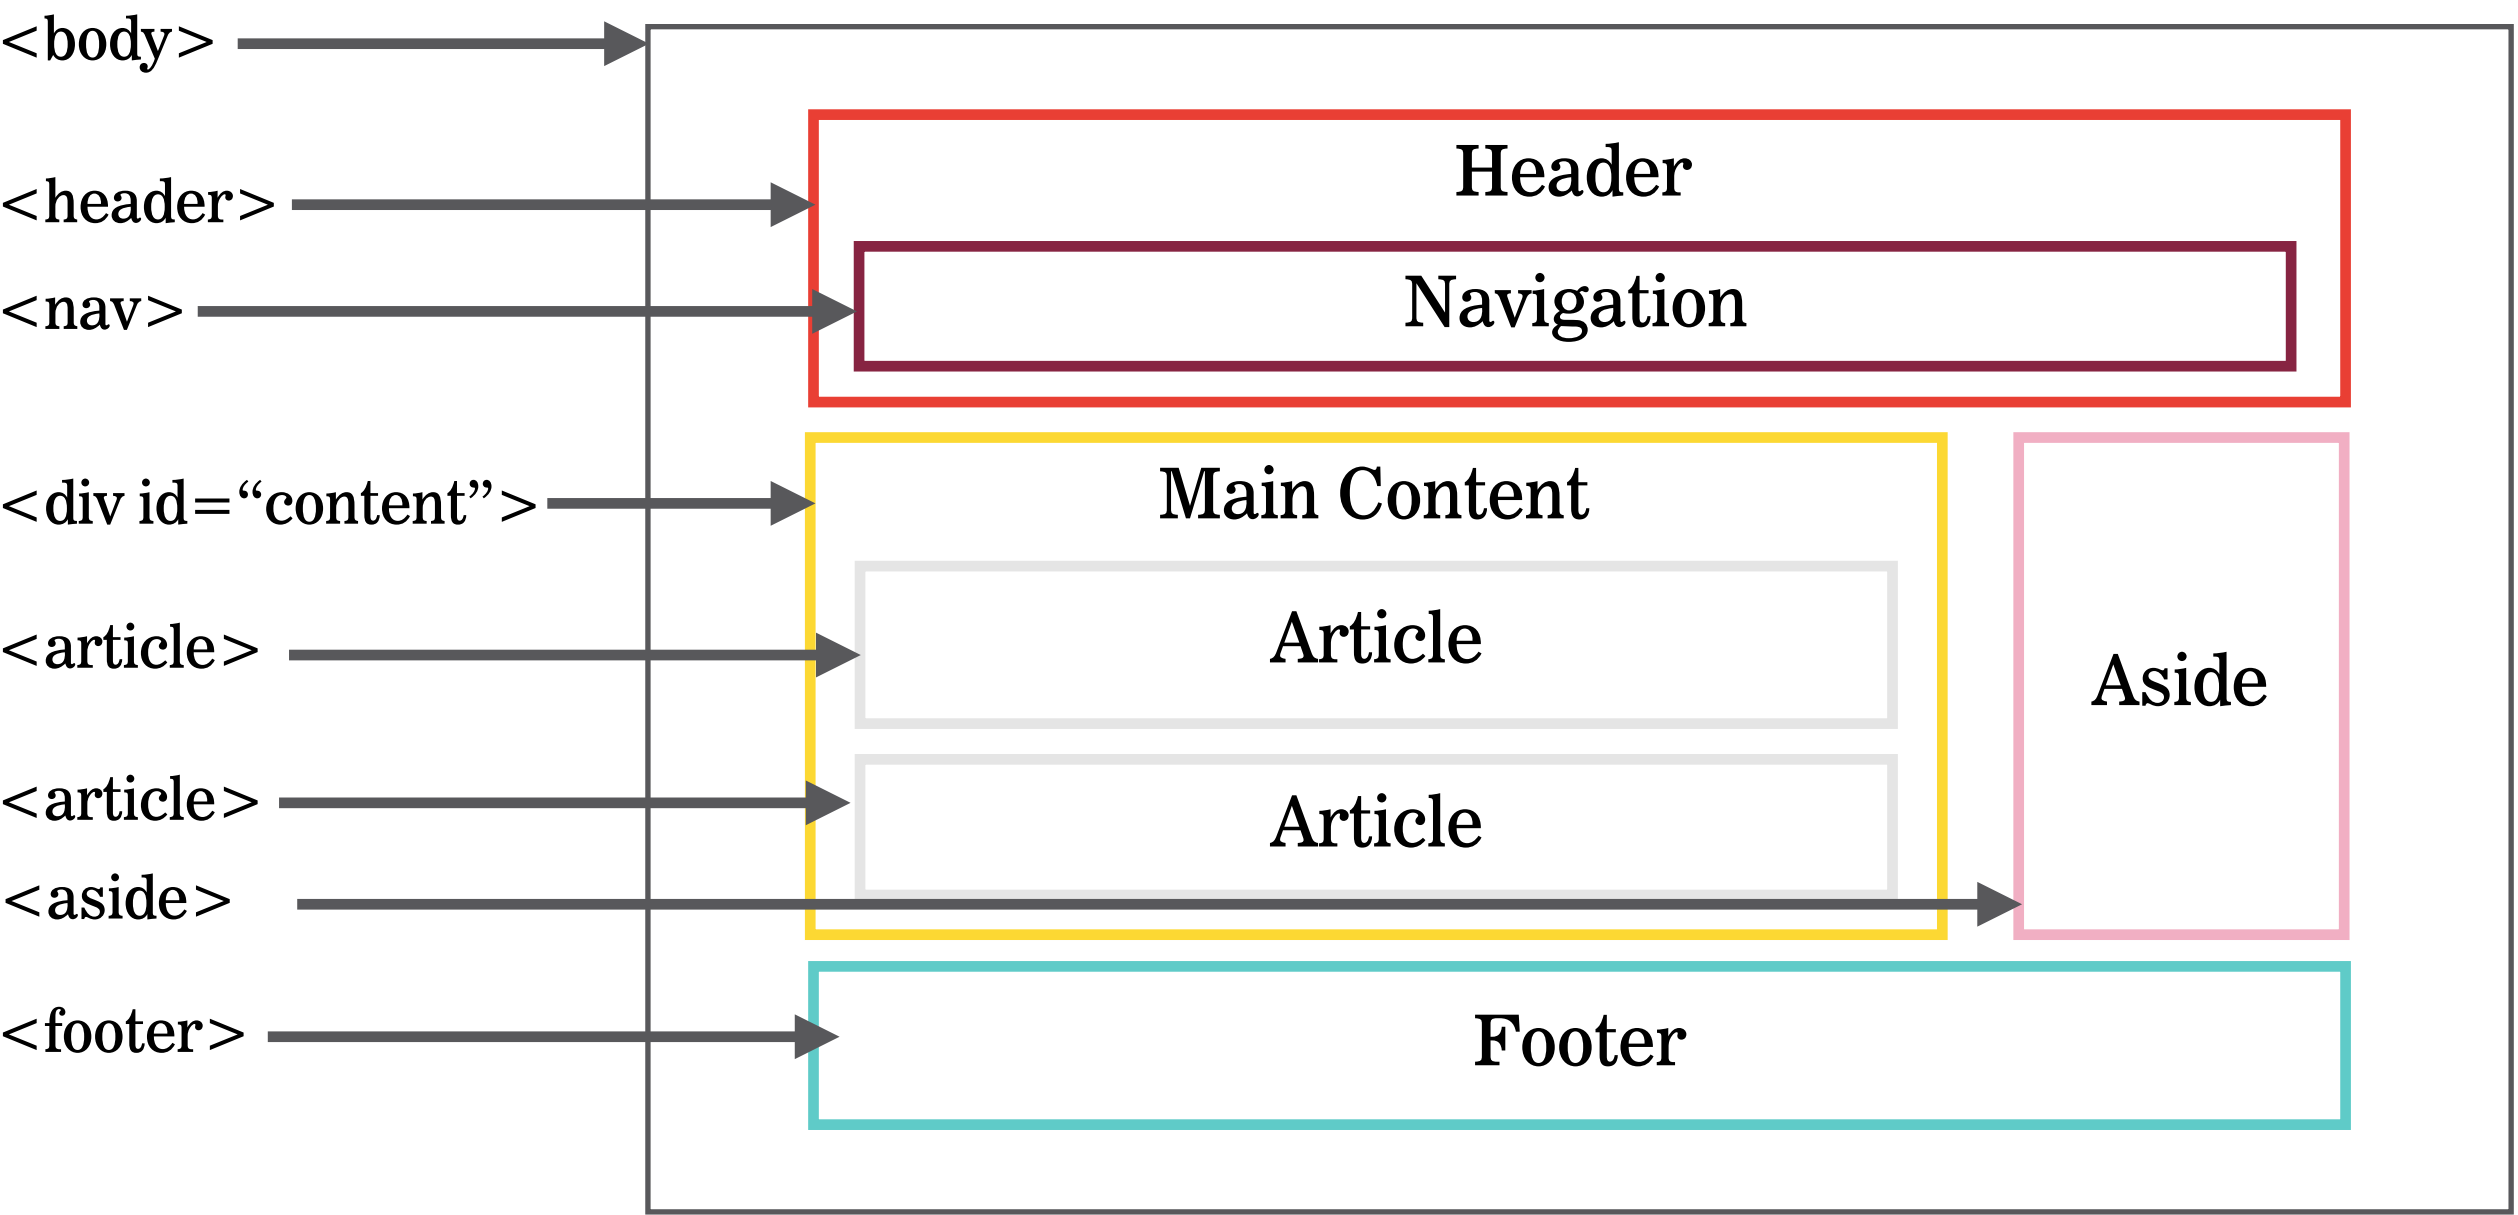 <body>
<header>
Header
<nav>
Navigation
<div id=“content”>
Main Content
<article>
Article
Aside
<article>
Article
<aside>
<footer>
Footer